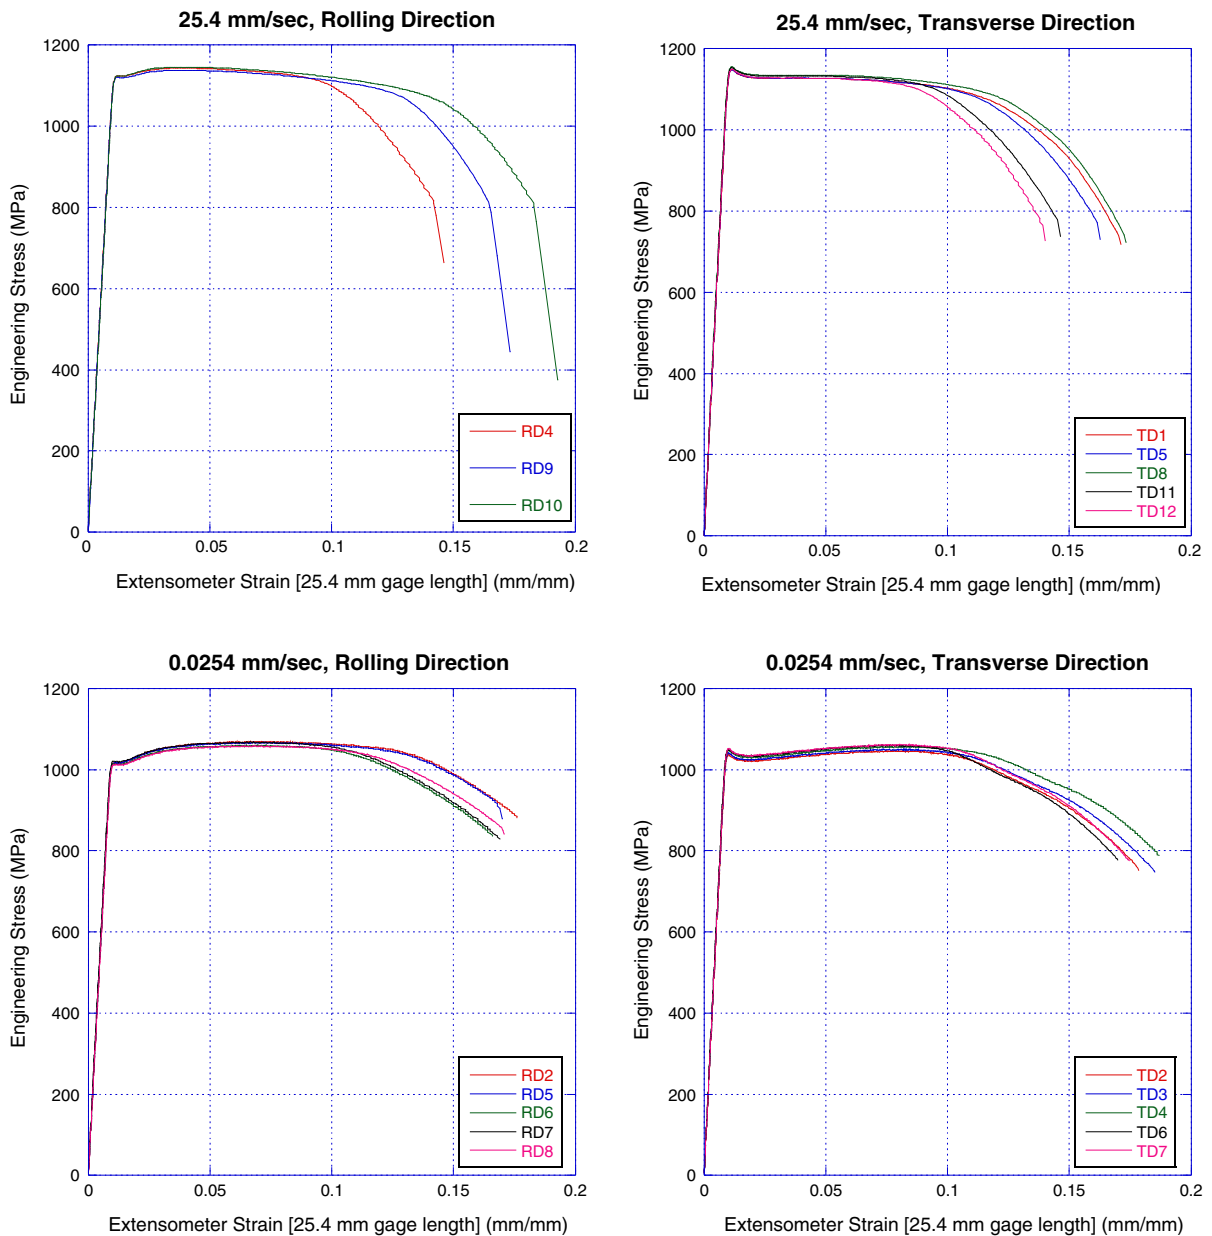 25.4 mm/sec, Rolling Direction
1200
1000
800
600
400
200
0
Engineering Stress (MPa)
RD4
RD9
RD10
0
0.05
0.1
0.15
0.2
Extensometer Strain [25.4 mm gage length] (mm/mm)
25.4 mm/sec, Transverse Direction
1200
1000
800
600
400
200
0
Engineering Stress (MPa)
TD1
TD5
TD8
TD11
TD12
0
0.05
0.1
0.15
0.2
Extensometer Strain [25.4 mm gage length] (mm/mm)
0.0254 mm/sec, Rolling Direction
1200
1000
800
600
400
200
0
Engineering Stress (MPa)
RD2
RD5
RD6
RD7
RD8
0
0.05
0.1
0.15
0.2
Extensometer Strain [25.4 mm gage length] (mm/mm)
0.0254 mm/sec, Transverse Direction
1200
1000
800
600
400
200
0
Engineering Stress (MPa)
TD2
TD3
TD4
TD6
TD7
0
0.05
0.1
0.15
0.2
Extensometer Strain [25.4 mm gage length] (mm/mm)